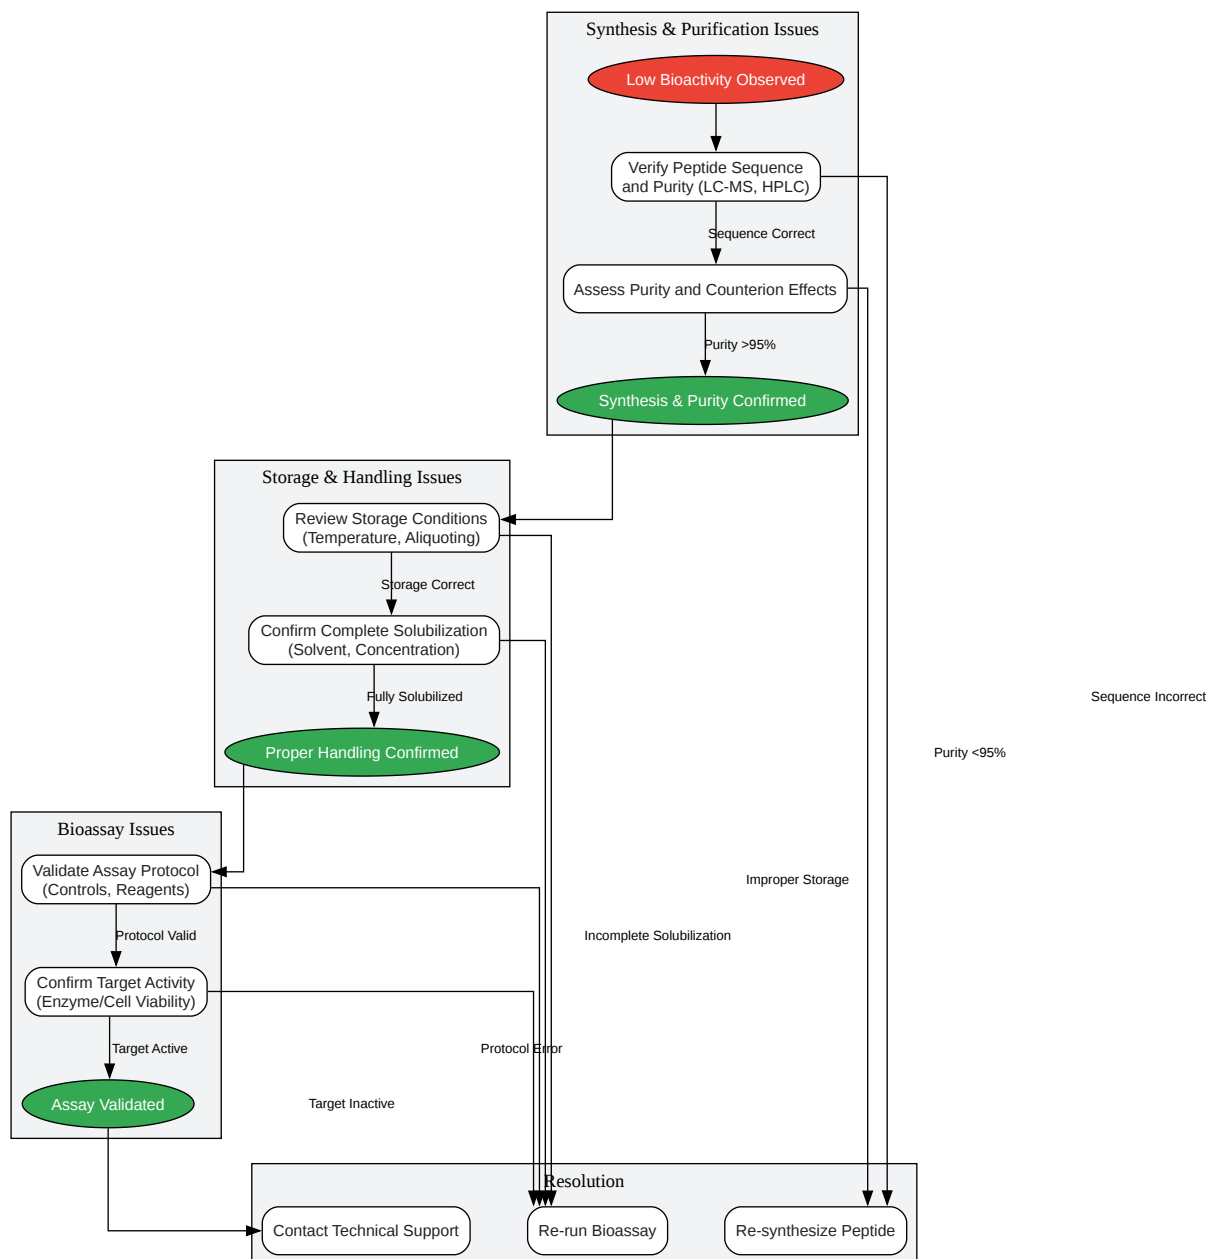 Synthesis & Purification Issues
Low Bioactivity Observed
Verify Peptide Sequence
and Purity (LC-MS, HPLC)
Sequence Correct
Assess Purity and Counterion Effects
Purity >95%
Synthesis & Purity Confirmed
Storage & Handling Issues
Review Storage Conditions
(Temperature, Aliquoting)
Storage Correct
Confirm Complete Solubilization
(Solvent, Concentration)
Fully Solubilized
Sequence Incorrect
Proper Handling Confirmed
Purity <95%
Bioassay Issues
Validate Assay Protocol
(Controls, Reagents)
Improper Storage
Protocol Valid
Incomplete Solubilization
Confirm Target Activity
(Enzyme/Cell Viability)
Target Active
Protocol Error
Assay Validated
Target Inactive
Resolution
Contact Technical Support
Re-run Bioassay
Re-synthesize Peptide